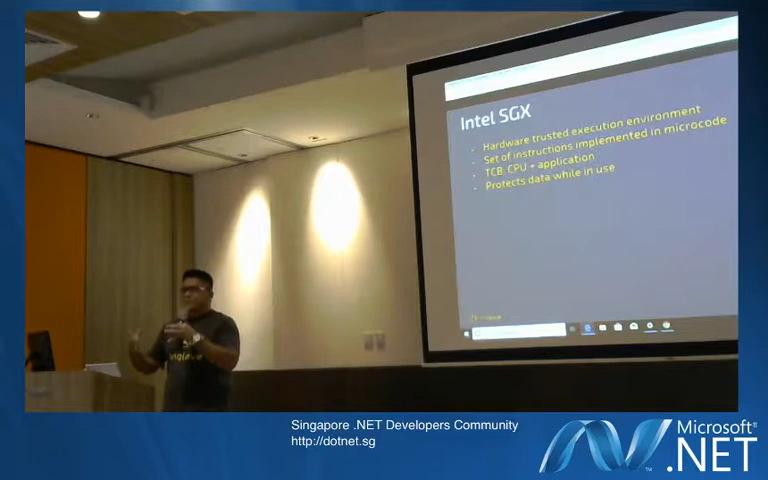 Intel SGX
- Hardware trusted execution environment
- Set of instructions implemented in microcode
- TCB: CPU + application
- Protects data while in use
Singapore .NET Developers Community
http://dotnet.sg
Microsoft®
.NET™